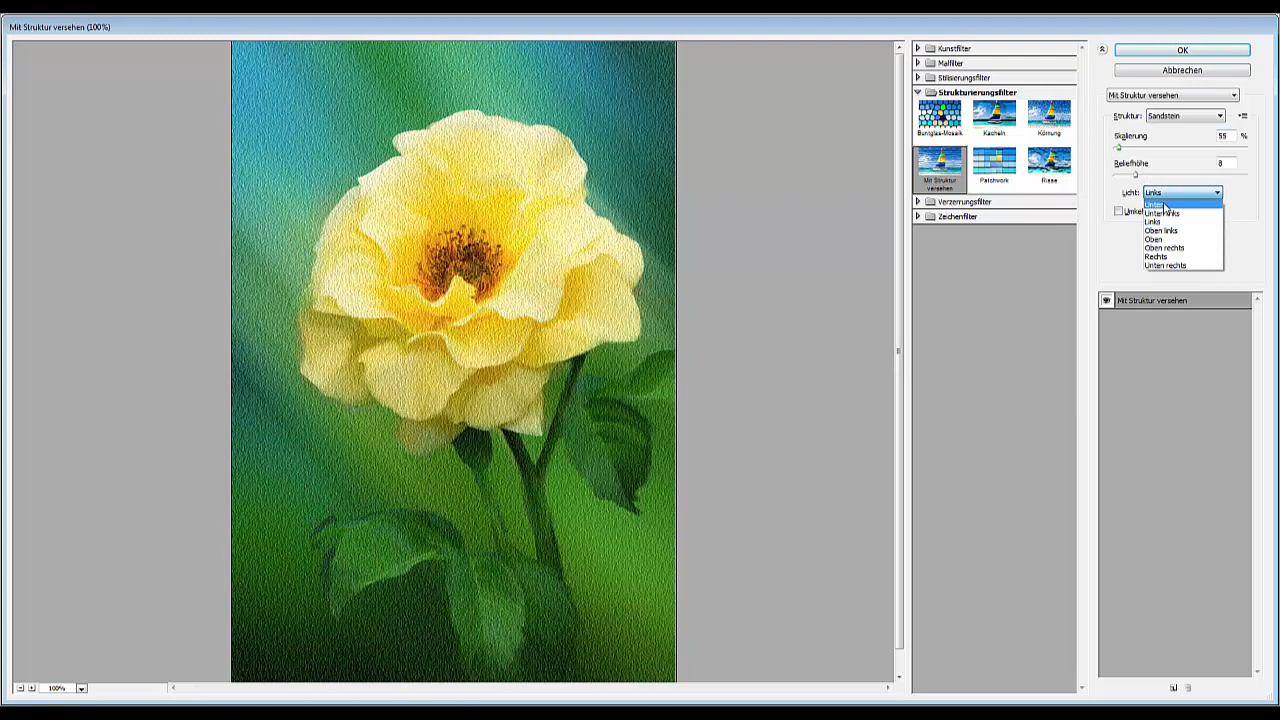 Mit Struktur versehen (100%)
Kunstfilter
Malfilter
Stilisierungsfilter
Strukturierungsfilter
Buntglas-Mosaik
Kacheln
Körnung
Mit Struktur versehen
Patchwork
Risse
Verzerrungsfilter
Zeichenfilter
OK
Abbrechen
Mit Struktur versehen
Struktur: Sandstein
Skalierung 55 %
Reliefhöhe 8
Licht: Links
Unten
Unten links
Links
Oben links
Oben
Oben rechts
Rechts
Unten rechts
Mit Struktur versehen
100%